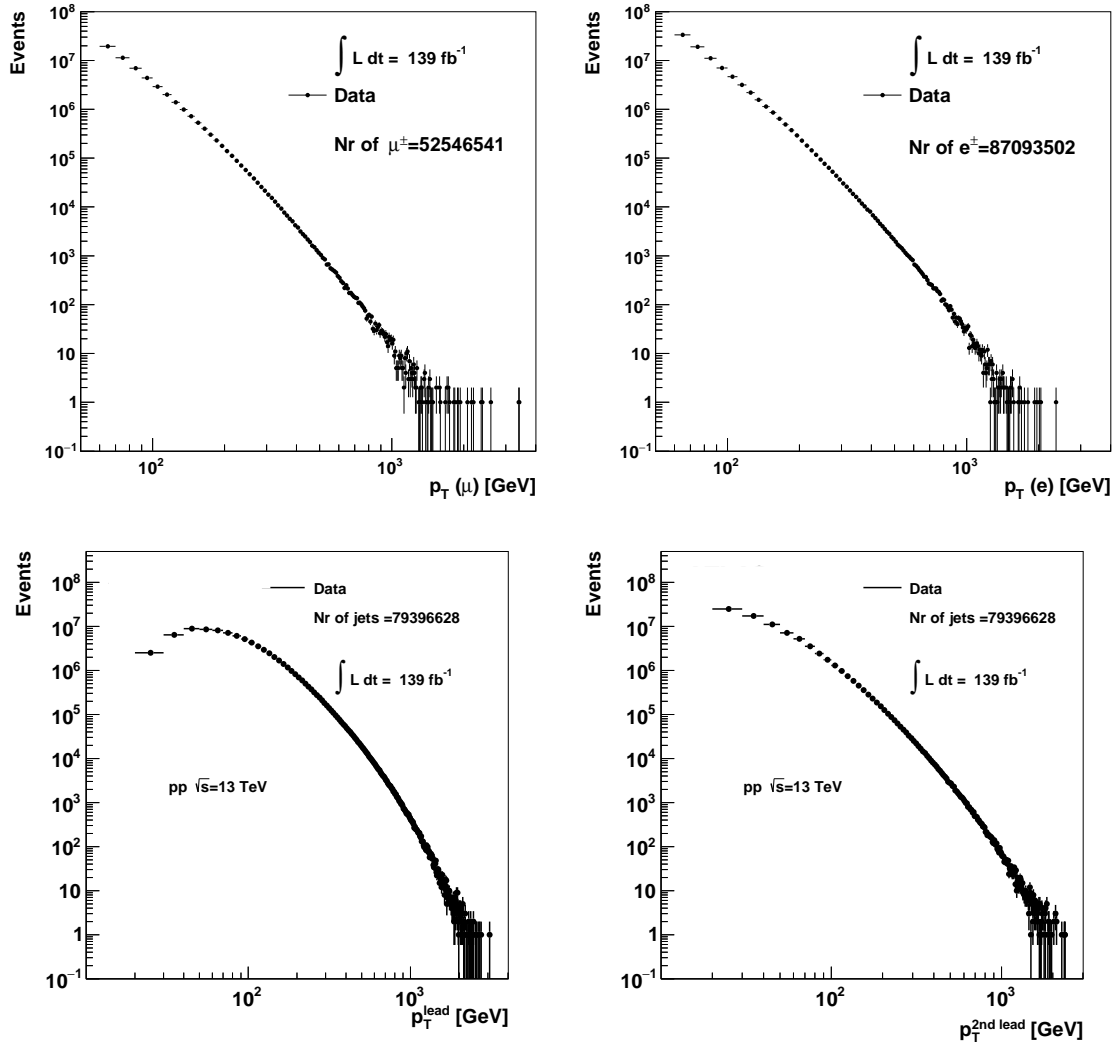 Events
10⁸
10⁷
10⁶
10⁵
10⁴
10³
10²
10
1
10⁻¹
∫ L dt = 139 fb⁻¹
Data
Nr of μ±=52546541
10² 10³
p_T (μ) [GeV]
Events
10⁸
10⁷
10⁶
10⁵
10⁴
10³
10²
10
1
10⁻¹
∫ L dt = 139 fb⁻¹
Data
Nr of e±=87093502
10² 10³
p_T (e) [GeV]
Events
10⁸
10⁷
10⁶
10⁵
10⁴
10³
10²
10
1
10⁻¹
Data
Nr of jets =79396628
∫ L dt = 139 fb⁻¹
pp √s=13 TeV
10² 10³
p_T^lead [GeV]
Events
10⁸
10⁷
10⁶
10⁵
10⁴
10³
10²
10
1
10⁻¹
Data
Nr of jets =79396628
∫ L dt = 139 fb⁻¹
pp √s=13 TeV
10² 10³
p_T^2nd lead [GeV]